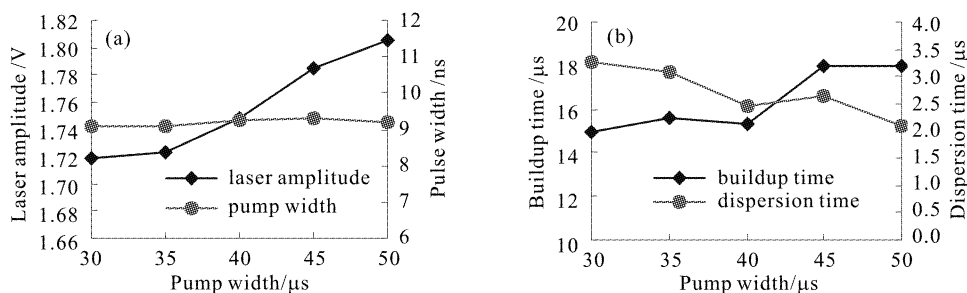 (a)
Laser amplitude /V
1.82
1.80
1.78
1.76
1.74
1.72
1.70
1.68
1.66
12
11
10
9
8
7
6
Pulse width /ns
laser amplitude
pump width
30 35 40 45 50
Pump width/μs
(b)
Buildup time /μs
20
18
16
14
12
10
4.0
3.5
3.0
2.5
2.0
1.5
1.0
0.5
0.0
Dispersion time /μs
buildup time
dispersion time
30 35 40 45 50
Pump width/μs